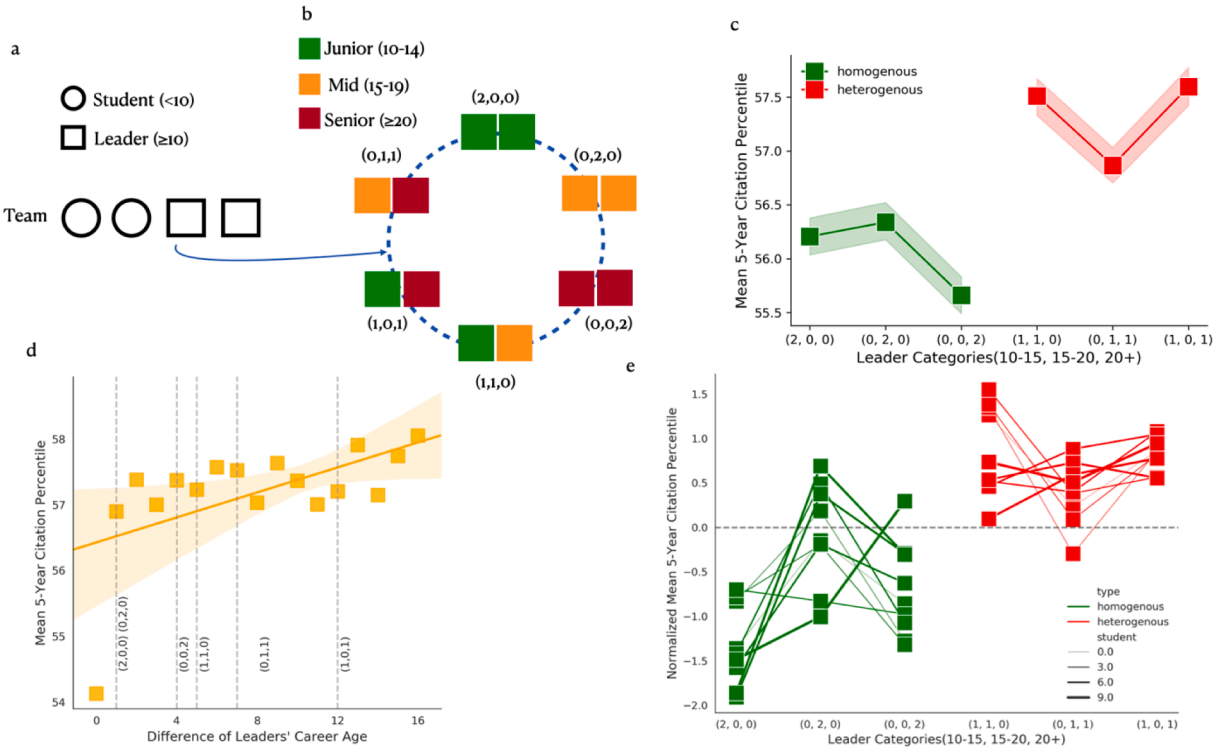 a
Student (<10)
Leader (≥10)
Team
b
Junior (10-14)
Mid (15-19)
Senior (≥20)
(2,0,0)
(0,1,1)
(0,2,0)
(1,0,1)
(0,0,2)
(1,1,0)
c
homogenous
heterogenous
Mean 5-Year Citation Percentile
57.5
57.0
56.5
56.0
55.5
(2, 0, 0) (0, 2, 0) (0, 0, 2) (1, 1, 0) (0, 1, 1) (1, 0, 1)
Leader Categories(10-15, 15-20, 20+)
d
Mean 5-Year Citation Percentile
58
57
56
55
54
(2,0,0) (0,2,0)
(0,0,2)
(1,1,0)
(0,1,1)
(1,0,1)
0 4 8 12 16
Difference of Leaders' Career Age
e
Normalized Mean 5-Year Citation Percentile
1.5
1.0
0.5
0.0
−0.5
−1.0
−1.5
−2.0
type
homogenous
heterogenous
student
0.0
3.0
6.0
9.0
(2, 0, 0) (0, 2, 0) (0, 0, 2) (1, 1, 0) (0, 1, 1) (1, 0, 1)
Leader Categories(10-15, 15-20, 20+)